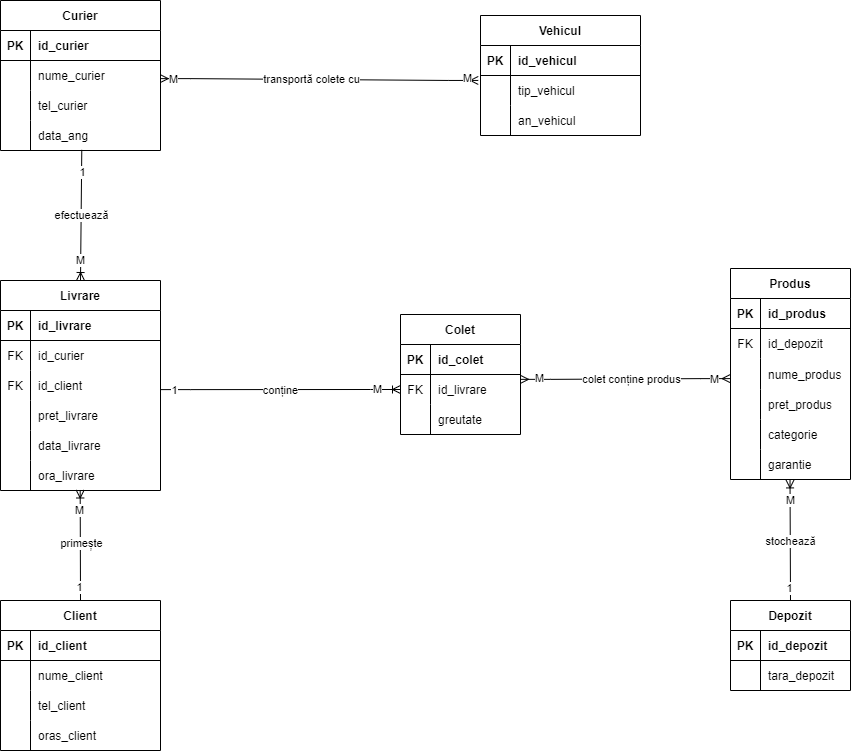 Curier
PK id_curier
nume_curier
tel_curier
data_ang
M transportă colete cu M
Vehicul
PK id_vehicul
tip_vehicul
an_vehicul
1
efectuează
M
Livrare
PK id_livrare
FK id_curier
FK id_client
pret_livrare
data_livrare
ora_livrare
1 conține M
Colet
PK id_colet
FK id_livrare
greutate
M colet conține produs M
Produs
PK id_produs
FK id_depozit
nume_produs
pret_produs
categorie
garantie
M
primește
1
Client
PK id_client
nume_client
tel_client
oras_client
M
stochează
1
Depozit
PK id_depozit
tara_depozit